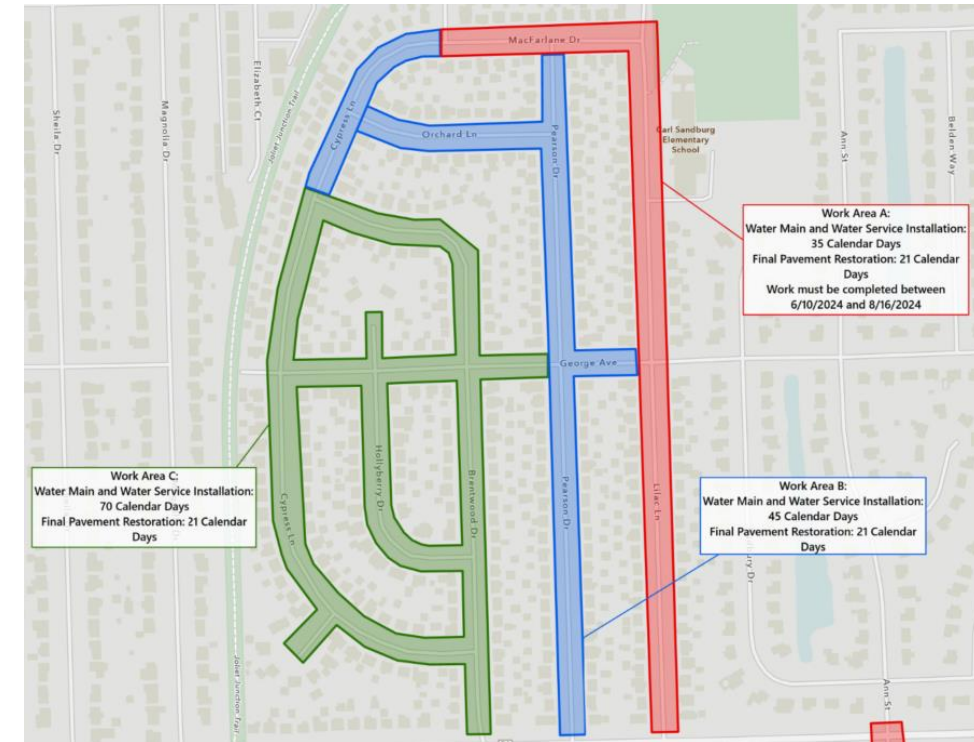 MacFarlane Dr
Elizabeth Ct
Sheila Dr
Magnolia Dr
Joliet Junction Trail
Cypress Ln
Orchard Ln
Pearson Dr
Carl Sandburg
Elementary
School
Ann St
Belden Way
Work Area A:
Water Main and Water Service Installation:
35 Calendar Days
Final Pavement Restoration: 21 Calendar
Days
Work must be completed between
6/10/2024 and 8/16/2024
George Ave
Work Area C:
Water Main and Water Service Installation:
70 Calendar Days
Final Pavement Restoration: 21 Calendar
Days
Cypress Ln
Hollyberry Dr
Brentwood Dr
Pearson Dr
Lilac Ln
Work Area B:
Water Main and Water Service Installation:
45 Calendar Days
Final Pavement Restoration: 21 Calendar
Days
Dr
Joliet Junction Trail
Ann St